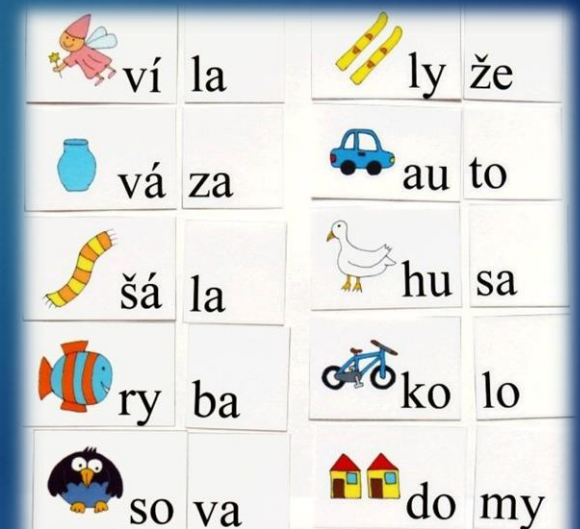 ví la
ly že
vá za
au to
šá la
hu sa
ry ba
ko lo
so va
do my